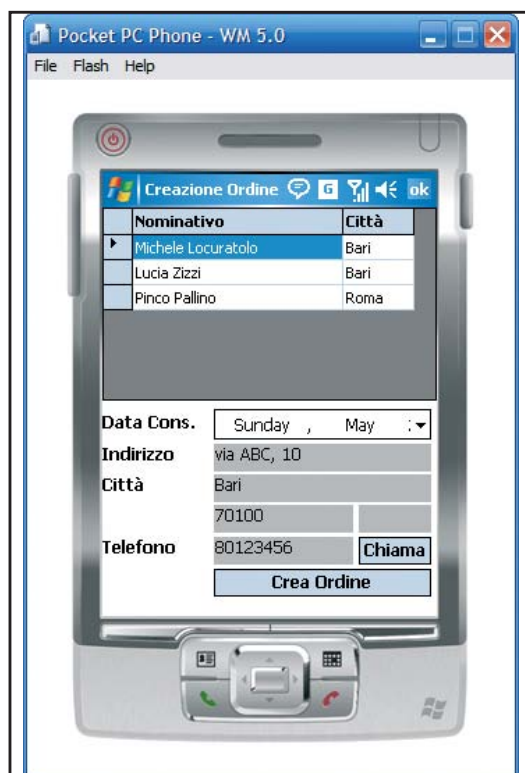 Pocket PC Phone - WM 5.0
File Flash Help
Creazione Ordine G ok
Nominativo Città
Michele Locuratolo Bari
Lucia Zizzi Bari
Pinco Pallino Roma
Data Cons. Sunday , May
Indirizzo via ABC, 10
Città Bari
70100
Telefono 80123456 Chiama
Crea Ordine